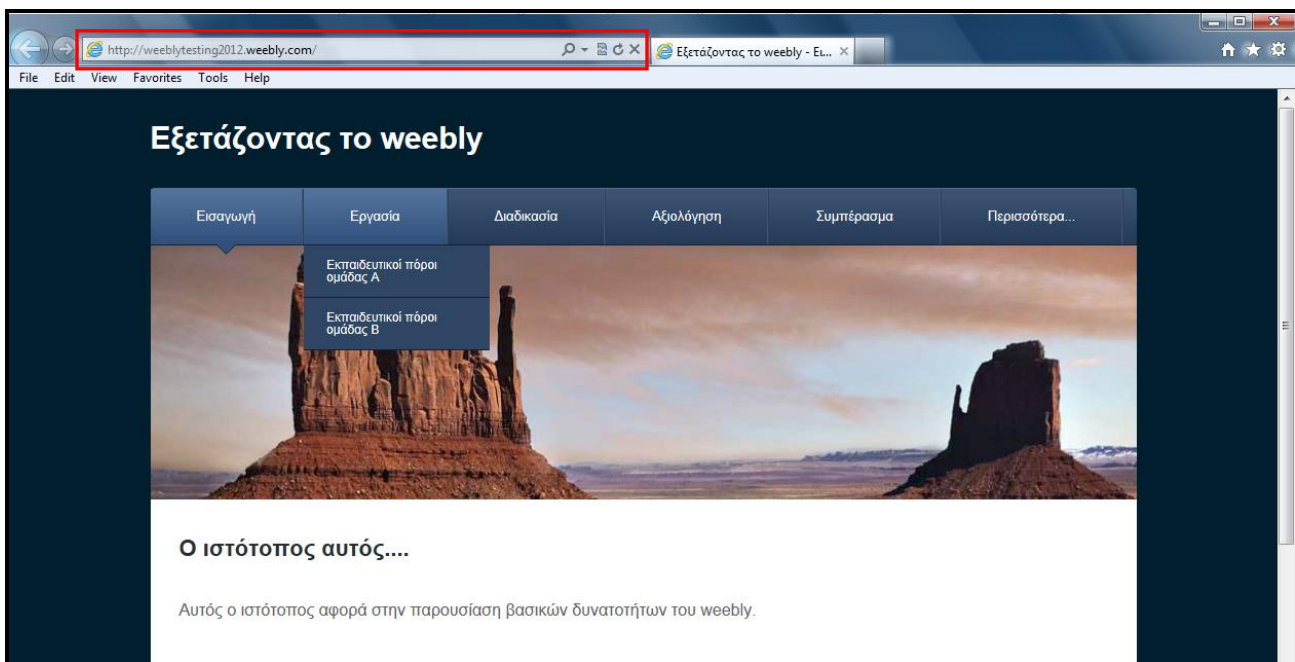 http://weeblytesting2012.weebly.com/
Εξετάζοντας το weebly - Ει...
File Edit View Favorites Tools Help
Εξετάζοντας το weebly
Εισαγωγή Εργασία Διαδικασία Αξιολόγηση Συμπέρασμα Περισσότερα...
Εκπαιδευτικοί πόροι
ομάδας Α
Εκπαιδευτικοί πόροι
ομάδας Β
Ο ιστότοπος αυτός....
Αυτός ο ιστότοπος αφορά στην παρουσίαση βασικών δυνατοτήτων του weebly.